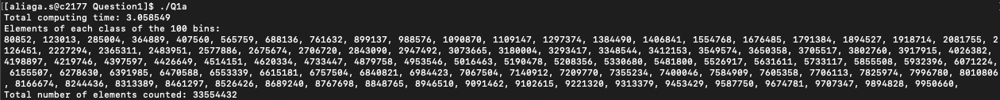 [[aliaga.s@c2177 Question1]$ ./Q1a
Total computing time: 3.058549
Elements of each class of the 100 bins:
80852, 123013, 285004, 364889, 407560, 565759, 688136, 761632, 899137, 988576, 1090870, 1109147, 1297374, 1384490, 1406841, 1554768, 1676485, 1791384, 1894527, 1918714, 2081755, 2
126451, 2227294, 2365311, 2483951, 2577886, 2675674, 2706720, 2843090, 2947492, 3073665, 3180004, 3293417, 3348544, 3412153, 3549574, 3650358, 3705517, 3802760, 3917915, 4026382,
4198897, 4219746, 4397597, 4426649, 4514151, 4620334, 4733447, 4879758, 4953546, 5016463, 5190478, 5208356, 5330680, 5481800, 5526917, 5631611, 5733117, 5855508, 5932396, 6071224,
6155507, 6278630, 6391985, 6470588, 6553339, 6615181, 6757504, 6840821, 6984423, 7067504, 7140912, 7209770, 7355234, 7400046, 7584909, 7605358, 7706113, 7825974, 7996780, 8010806
, 8166674, 8244436, 8313389, 8461297, 8526426, 8689240, 8767698, 8848765, 8946510, 9091462, 9102615, 9221320, 9313379, 9453429, 9587750, 9674781, 9707347, 9894828, 9950660,
Total number of elements counted: 33554432